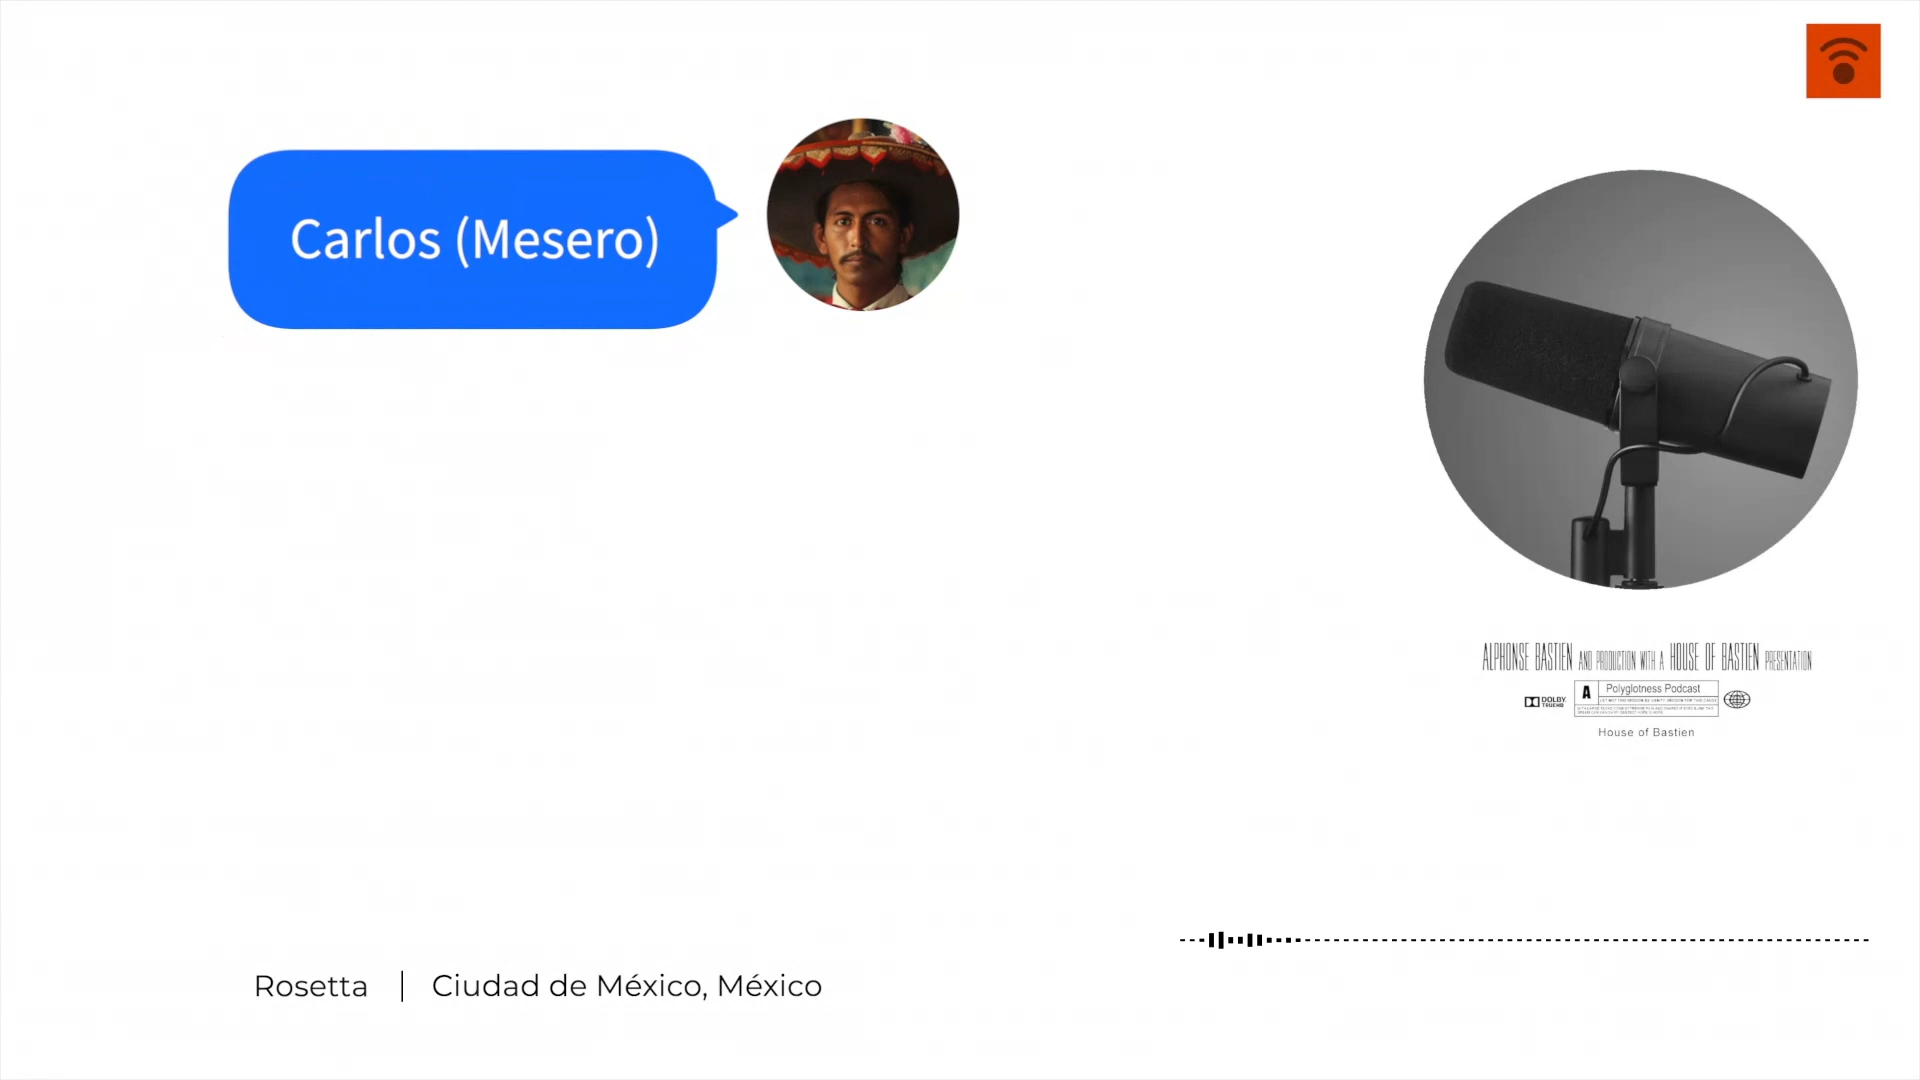 Carlos (Mesero)
ALPHONSE BASTIEN AND PRODUCTION WITH A HOUSE OF BASTIEN PRESENTATION
DOLBY
A
Polyglotness Podcast
House of Bastien
Rosetta | Ciudad de México, México